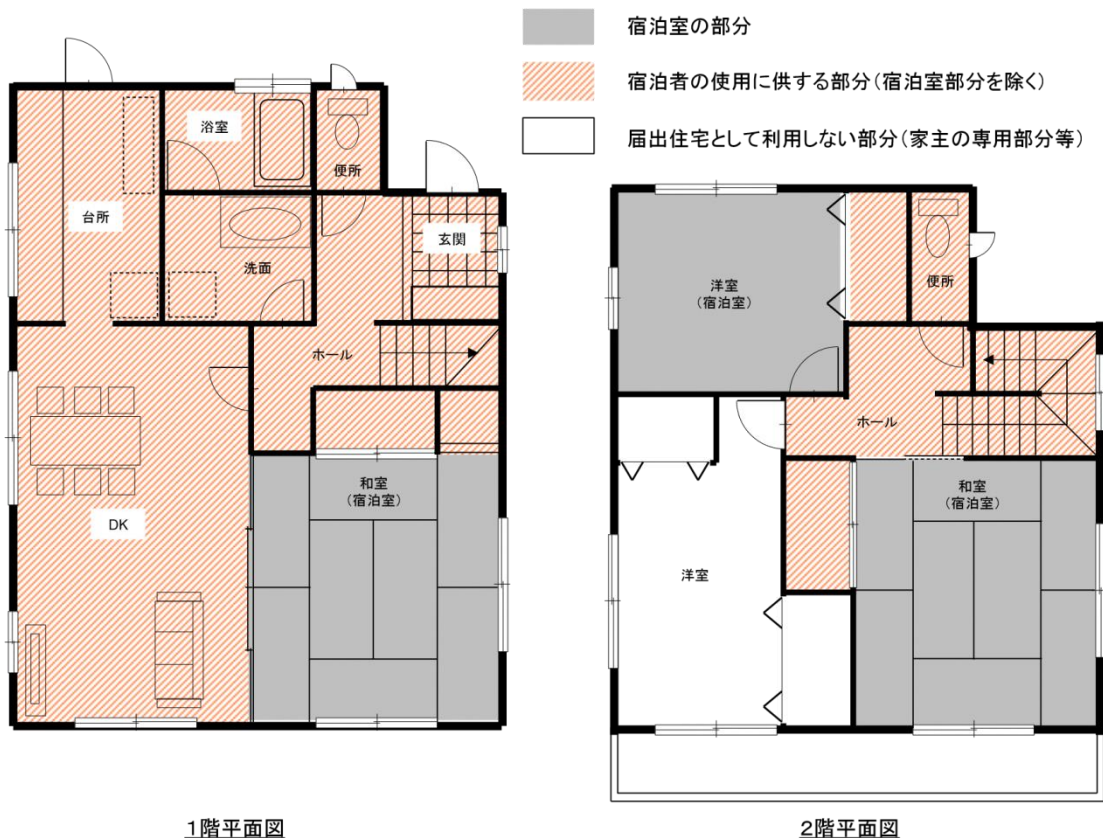 宿泊室の部分
宿泊者の使用に供する部分(宿泊室部分を除く)
届出住宅として利用しない部分(家主の専用部分等)
浴室
便所
台所
洗面
玄関
ホール
和室
(宿泊室)
DK
1階平面図
洋室
(宿泊室)
便所
ホール
和室
(宿泊室)
洋室
2階平面図